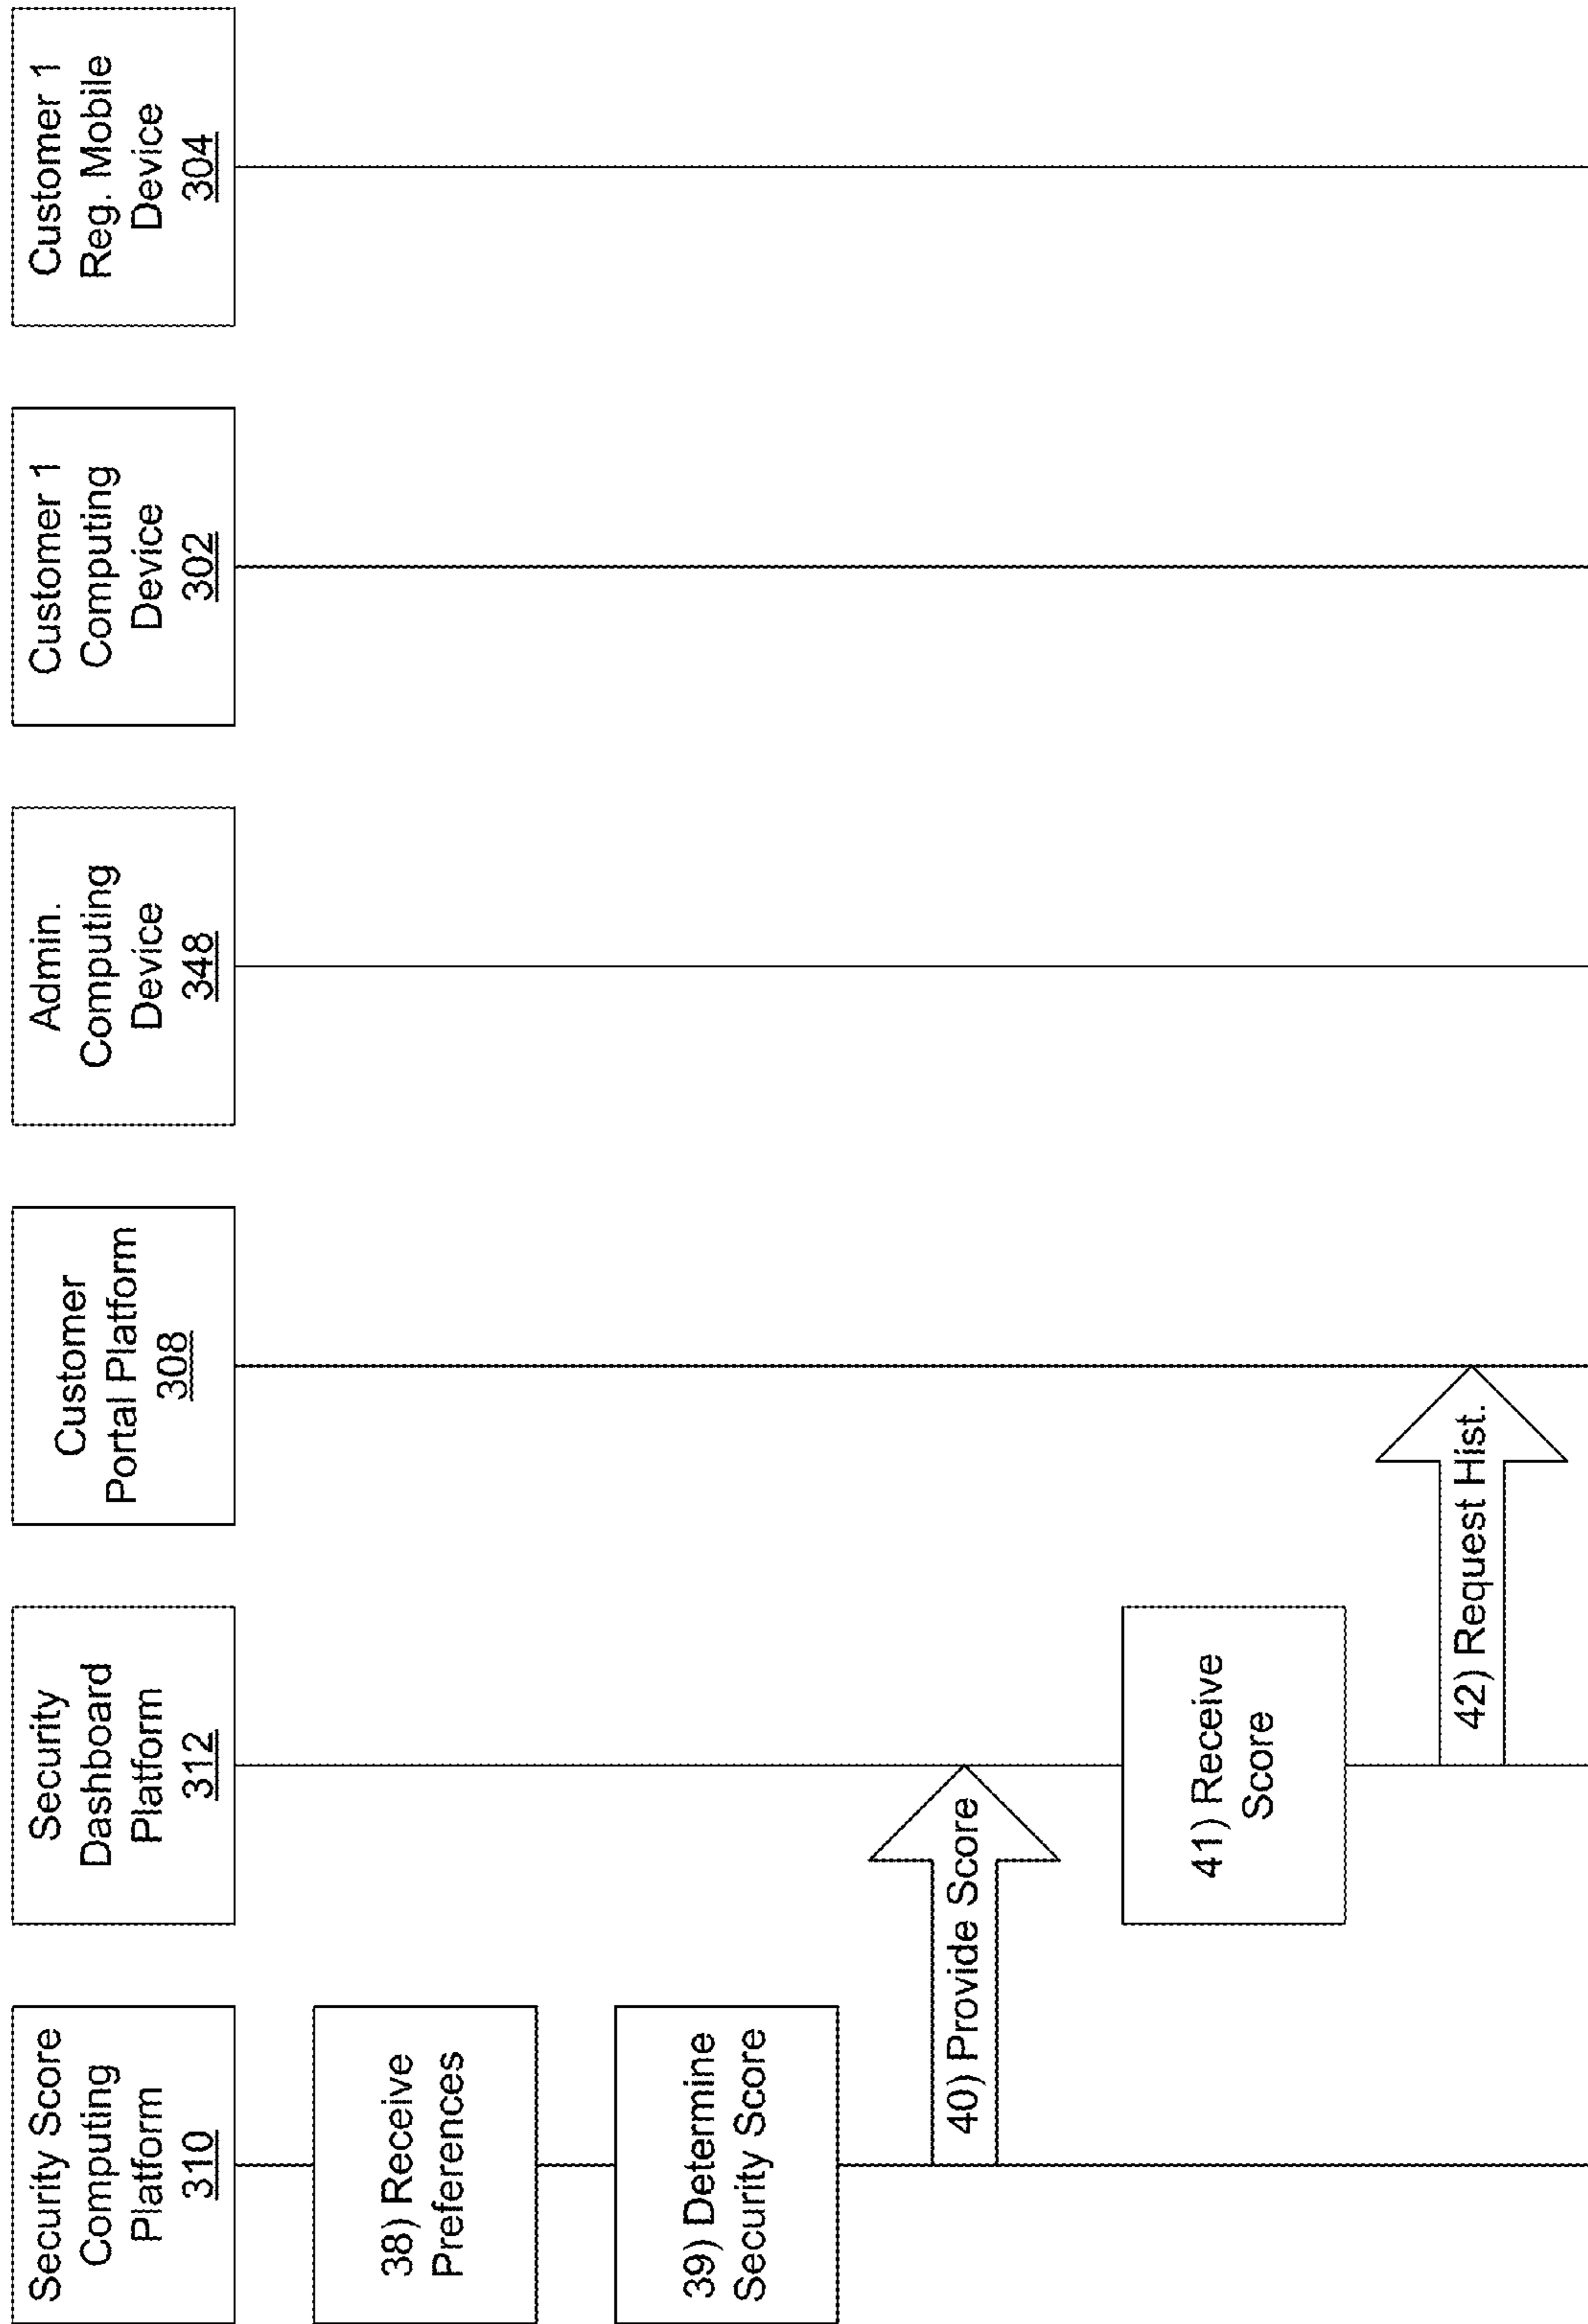 Security Score
Computing
Platform
310
Security
Dashboard
Platform
312
Customer
Portal Platform
308
Admin.
Computing
Device
348
Customer 1
Computing
Device
302
Customer 1
Reg. Mobile
Device
304
38) Receive
Preferences
39) Determine
Security Score
40) Provide Score
41) Receive
Score
42) Request Hist.